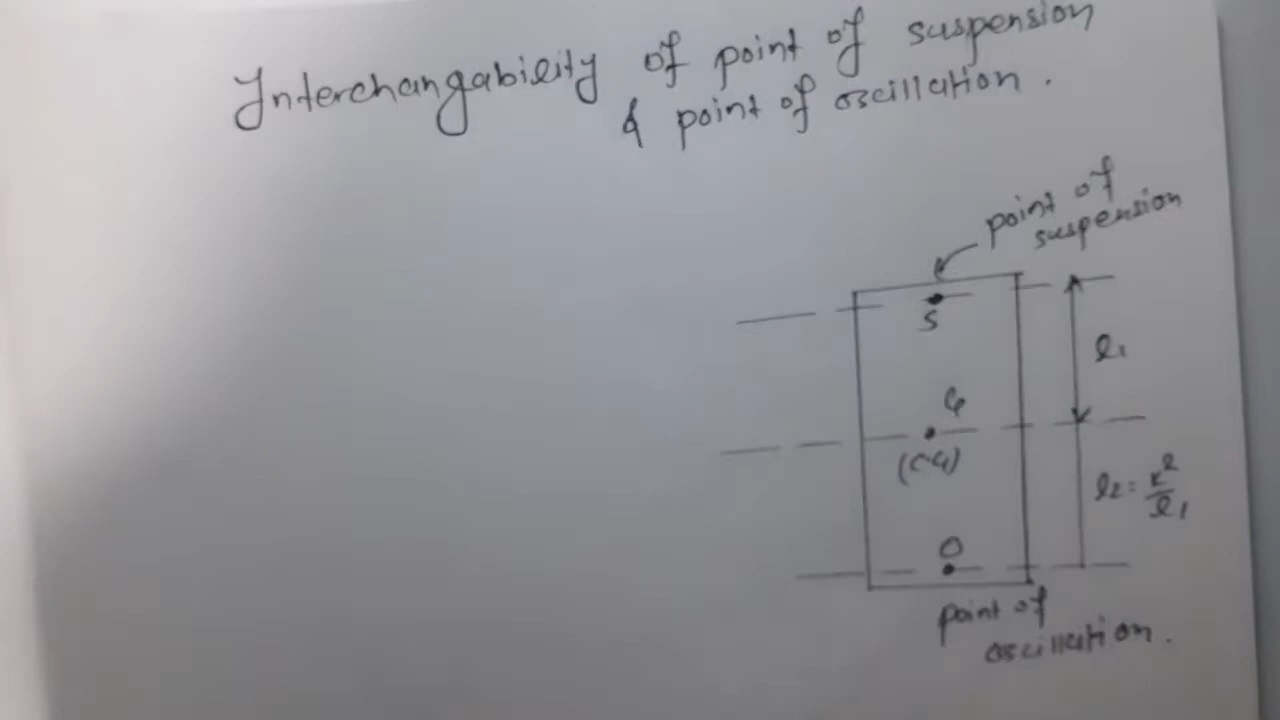 Interchangability of point of suspension
& point of oscillation.
point of
suspension
S
l₁
G
(CG)
l₂ = k²/l₁
O
point of
oscillation.